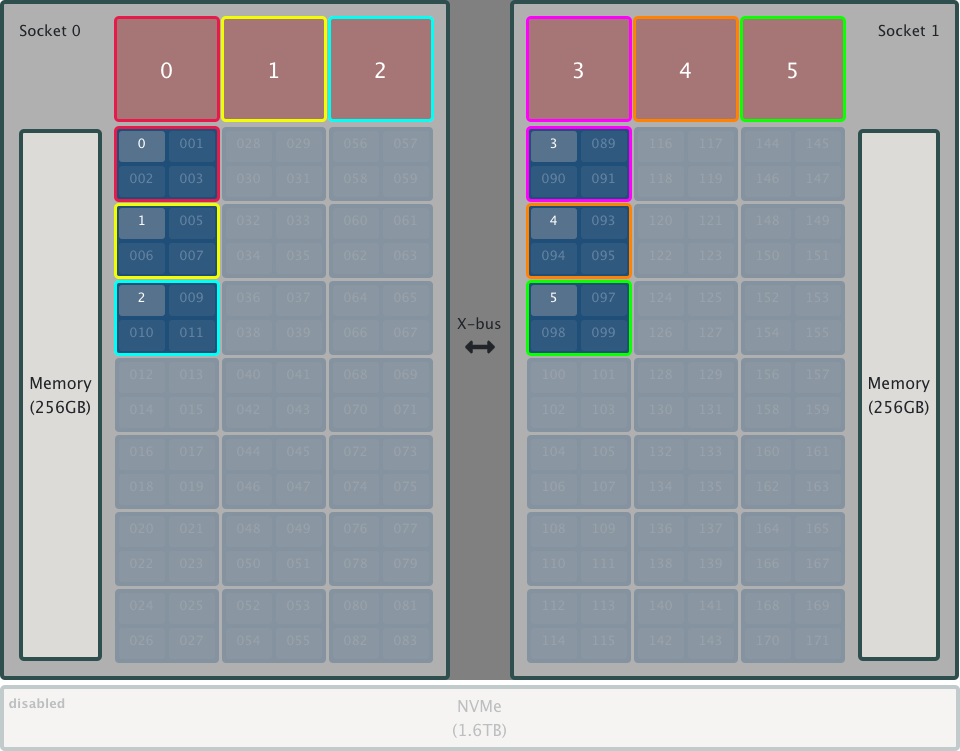 Socket 0
0 1 2
3 4 5
Socket 1
0 001 028 029 056 057
002 003 030 031 058 059
1 005 032 033 060 061
006 007 034 035 062 063
2 009 036 037 064 065
010 011 038 039 066 067
012 013 040 041 068 069
014 015 042 043 070 071
016 017 044 045 072 073
018 019 046 047 074 075
020 021 048 049 076 077
022 023 050 051 078 079
024 025 052 053 080 081
026 027 054 055 082 083
Memory
(256GB)
X-bus
3 089 116 117 144 145
090 091 118 119 146 147
4 093 120 121 148 149
094 095 122 123 150 151
5 097 124 125 152 153
098 099 126 127 154 155
100 101 128 129 156 157
102 103 130 131 158 159
104 105 132 133 160 161
106 107 134 135 162 163
108 109 136 137 164 165
110 111 138 139 166 167
112 113 140 141 168 169
114 115 142 143 170 171
Memory
(256GB)
disabled
NVMe
(1.6TB)